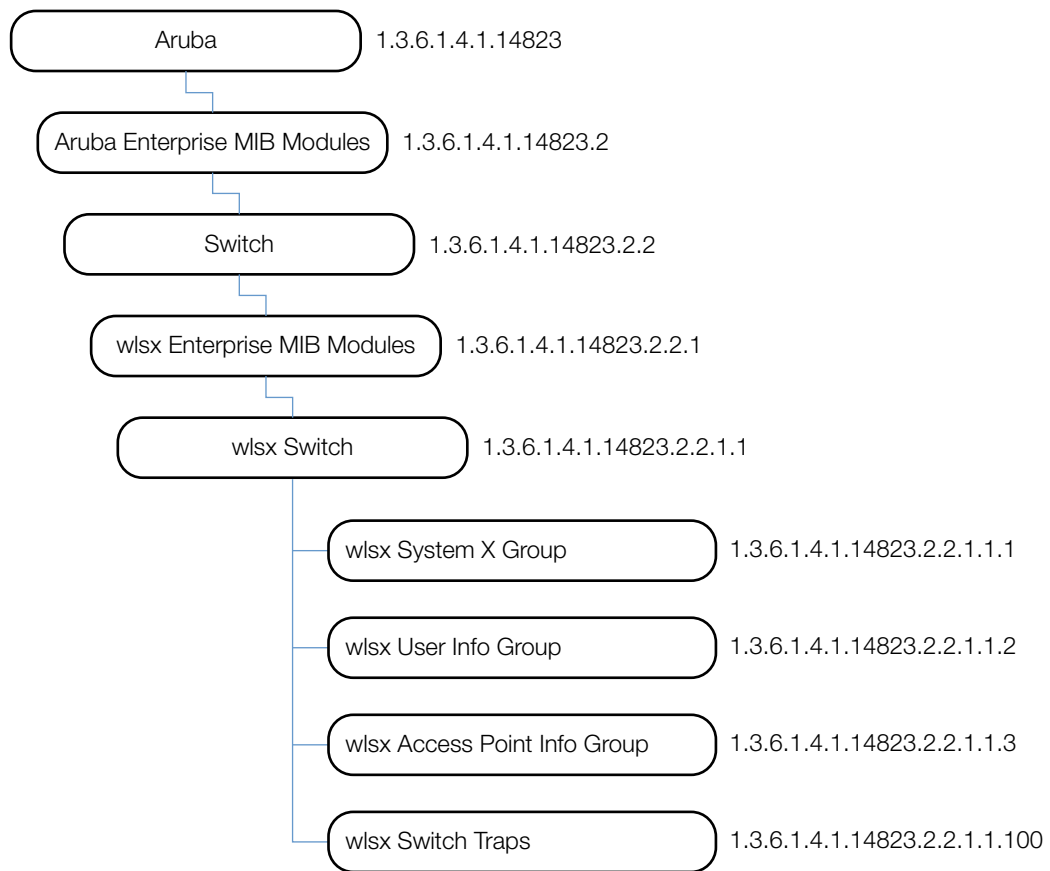 Aruba 1.3.6.1.4.1.14823
Aruba Enterprise MIB Modules 1.3.6.1.4.1.14823.2
Switch 1.3.6.1.4.1.14823.2.2
wlsx Enterprise MIB Modules 1.3.6.1.4.1.14823.2.2.1
wlsx Switch 1.3.6.1.4.1.14823.2.2.1.1
wlsx System X Group 1.3.6.1.4.1.14823.2.2.1.1.1
wlsx User Info Group 1.3.6.1.4.1.14823.2.2.1.1.2
wlsx Access Point Info Group 1.3.6.1.4.1.14823.2.2.1.1.3
wlsx Switch Traps 1.3.6.1.4.1.14823.2.2.1.1.100